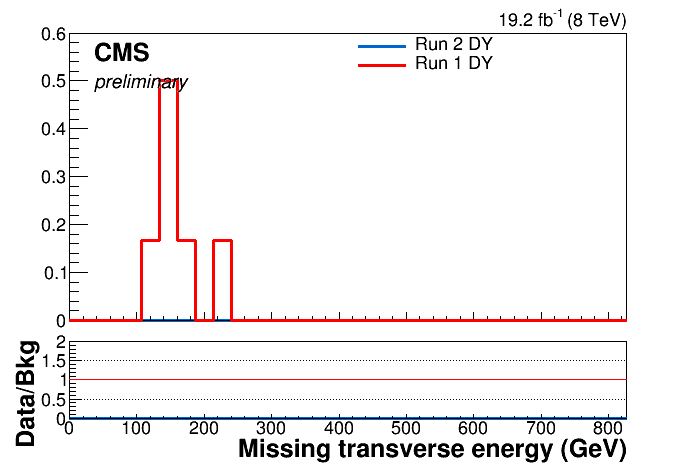 19.2 fb-1 (8 TeV)
CMS
preliminary
Run 2 DY
Run 1 DY
0.6
0.5
0.4
0.3
0.2
0.1
0
Data/Bkg
2
1.5
1
0.5
0
0 100 200 300 400 500 600 700 800
Missing transverse energy (GeV)